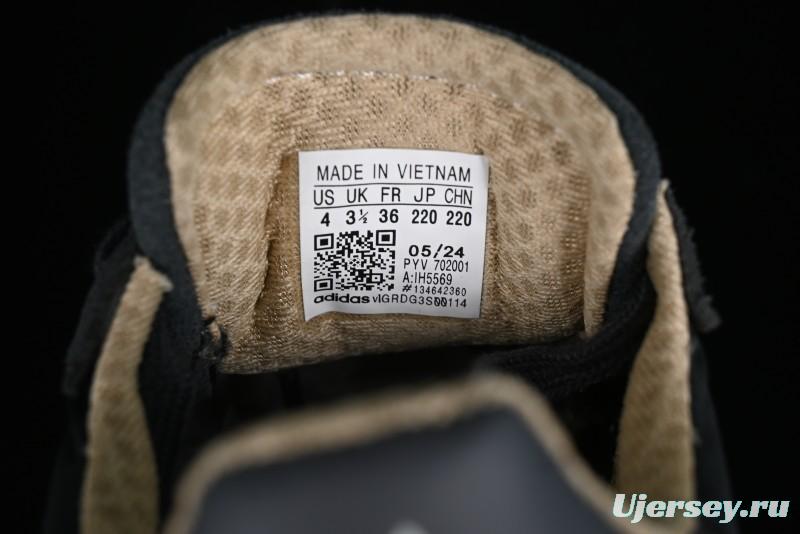 MADE IN VIETNAM
US UK FR JP CHN
4 3½ 36 220 220
05/24
PYV 702001
A:IH5569
#134642360
adidas
Ujersey.ru